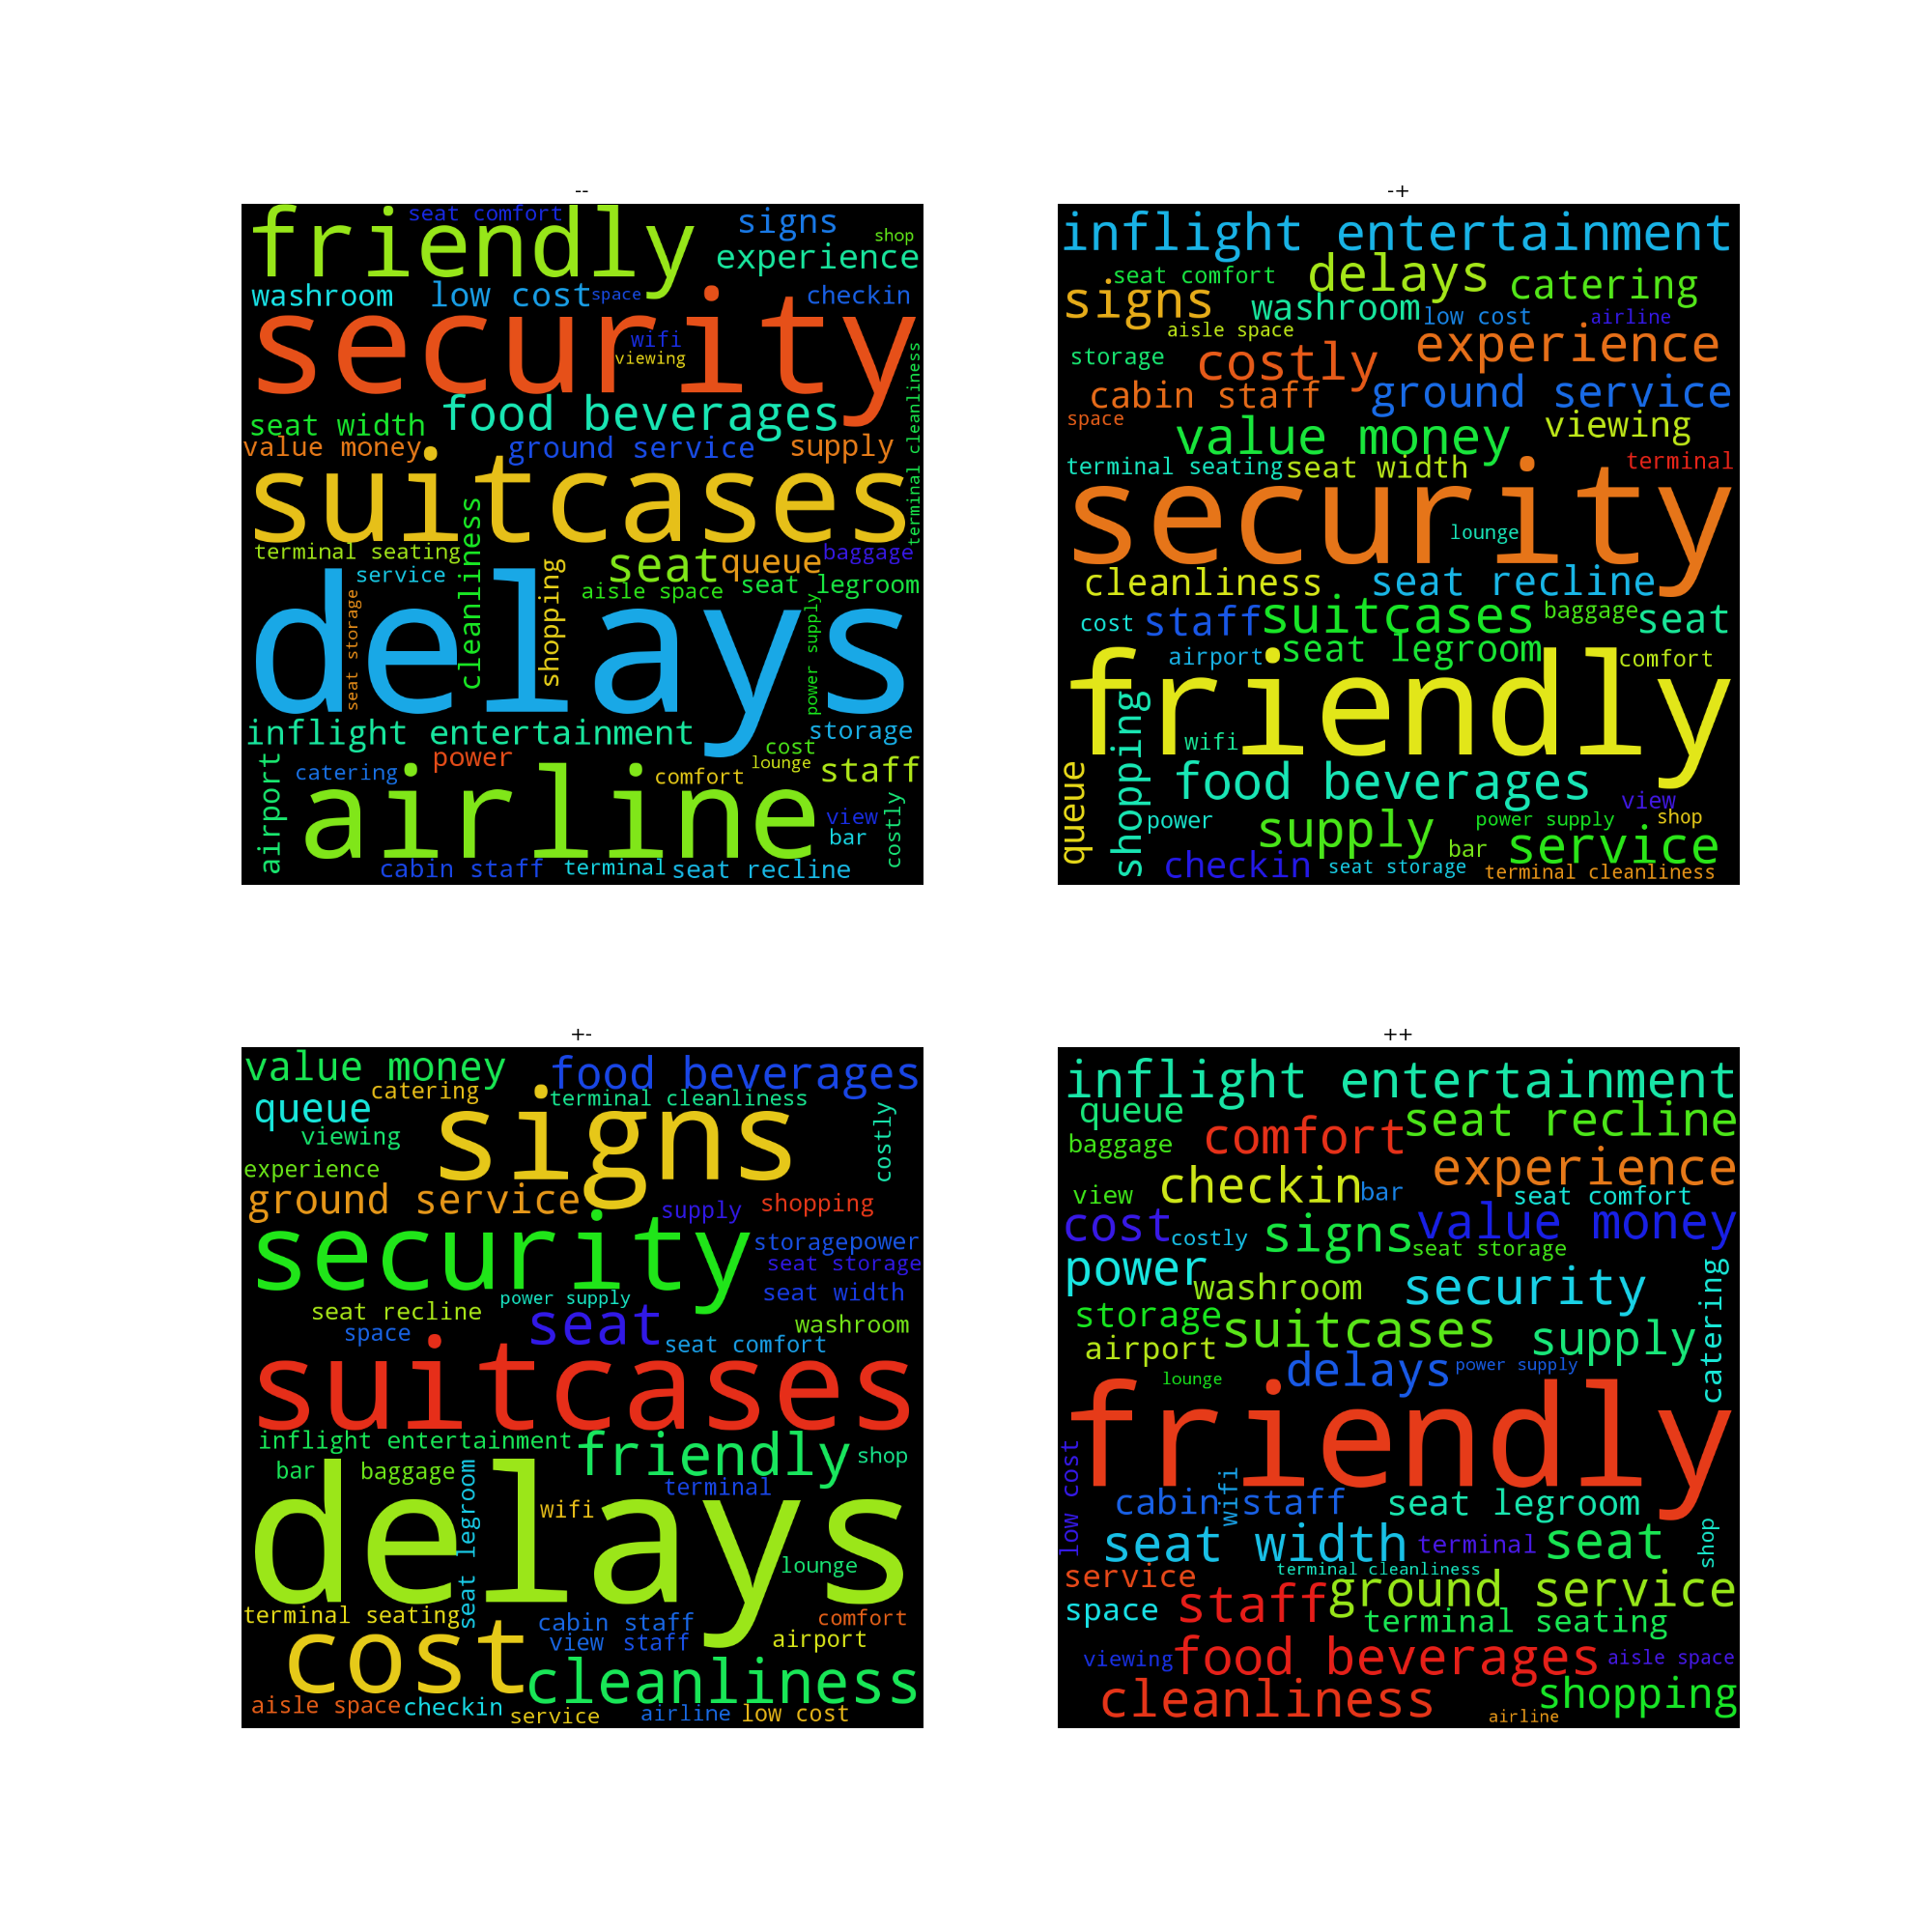 --
friendly
seat comfort
signs
shop
experience
washroom
low cost
space
checkin
security
wifi
viewing
terminal cleanliness
food beverages
seat width
value money
ground service
supply
suitcases
cleanliness
terminal seating
seat
queue
baggage
service
shopping
aisle space
seat legroom
delays
seat storage
power supply
inflight entertainment
storage
power
cost
lounge
airport
catering
comfort
staff
airline
costly
view
bar
cabin staff
terminal
seat recline
-+
inflight entertainment
seat comfort
delays
catering
signs
washroom
low cost
airline
aisle space
storage
costly
experience
cabin staff
ground service
space
value money
viewing
terminal seating
seat width
terminal
security
lounge
cleanliness
seat recline
cost
staff
suitcases
baggage
seat
airport
seat legroom
comfort
friendly
shopping
wifi
queue
food beverages
view
power
supply
power supply
shop
bar
service
checkin
seat storage
terminal cleanliness
+-
value money
food beverages
catering
terminal cleanliness
queue
signs
costly
viewing
experience
ground service
supply
shopping
security
storage
power
seat storage
power supply
seat width
seat recline
seat
washroom
space
seat comfort
suitcases
inflight entertainment
friendly
shop
bar
baggage
seat legroom
terminal
delays
wifi
lounge
terminal seating
cabin staff
comfort
view
staff
airport
cost
cleanliness
aisle space
checkin
service
airline
low cost
++
inflight entertainment
queue
comfort
seat recline
baggage
checkin
experience
view
bar
seat comfort
cost
costly
signs
value money
seat storage
power
washroom
security
catering
storage
suitcases
supply
airport
delays
power supply
lounge
friendly
low cost
wifi
cabin staff
seat legroom
seat width
terminal
seat
shop
service
terminal cleanliness
space
staff
ground service
terminal seating
viewing
food beverages
aisle space
cleanliness
shopping
airline